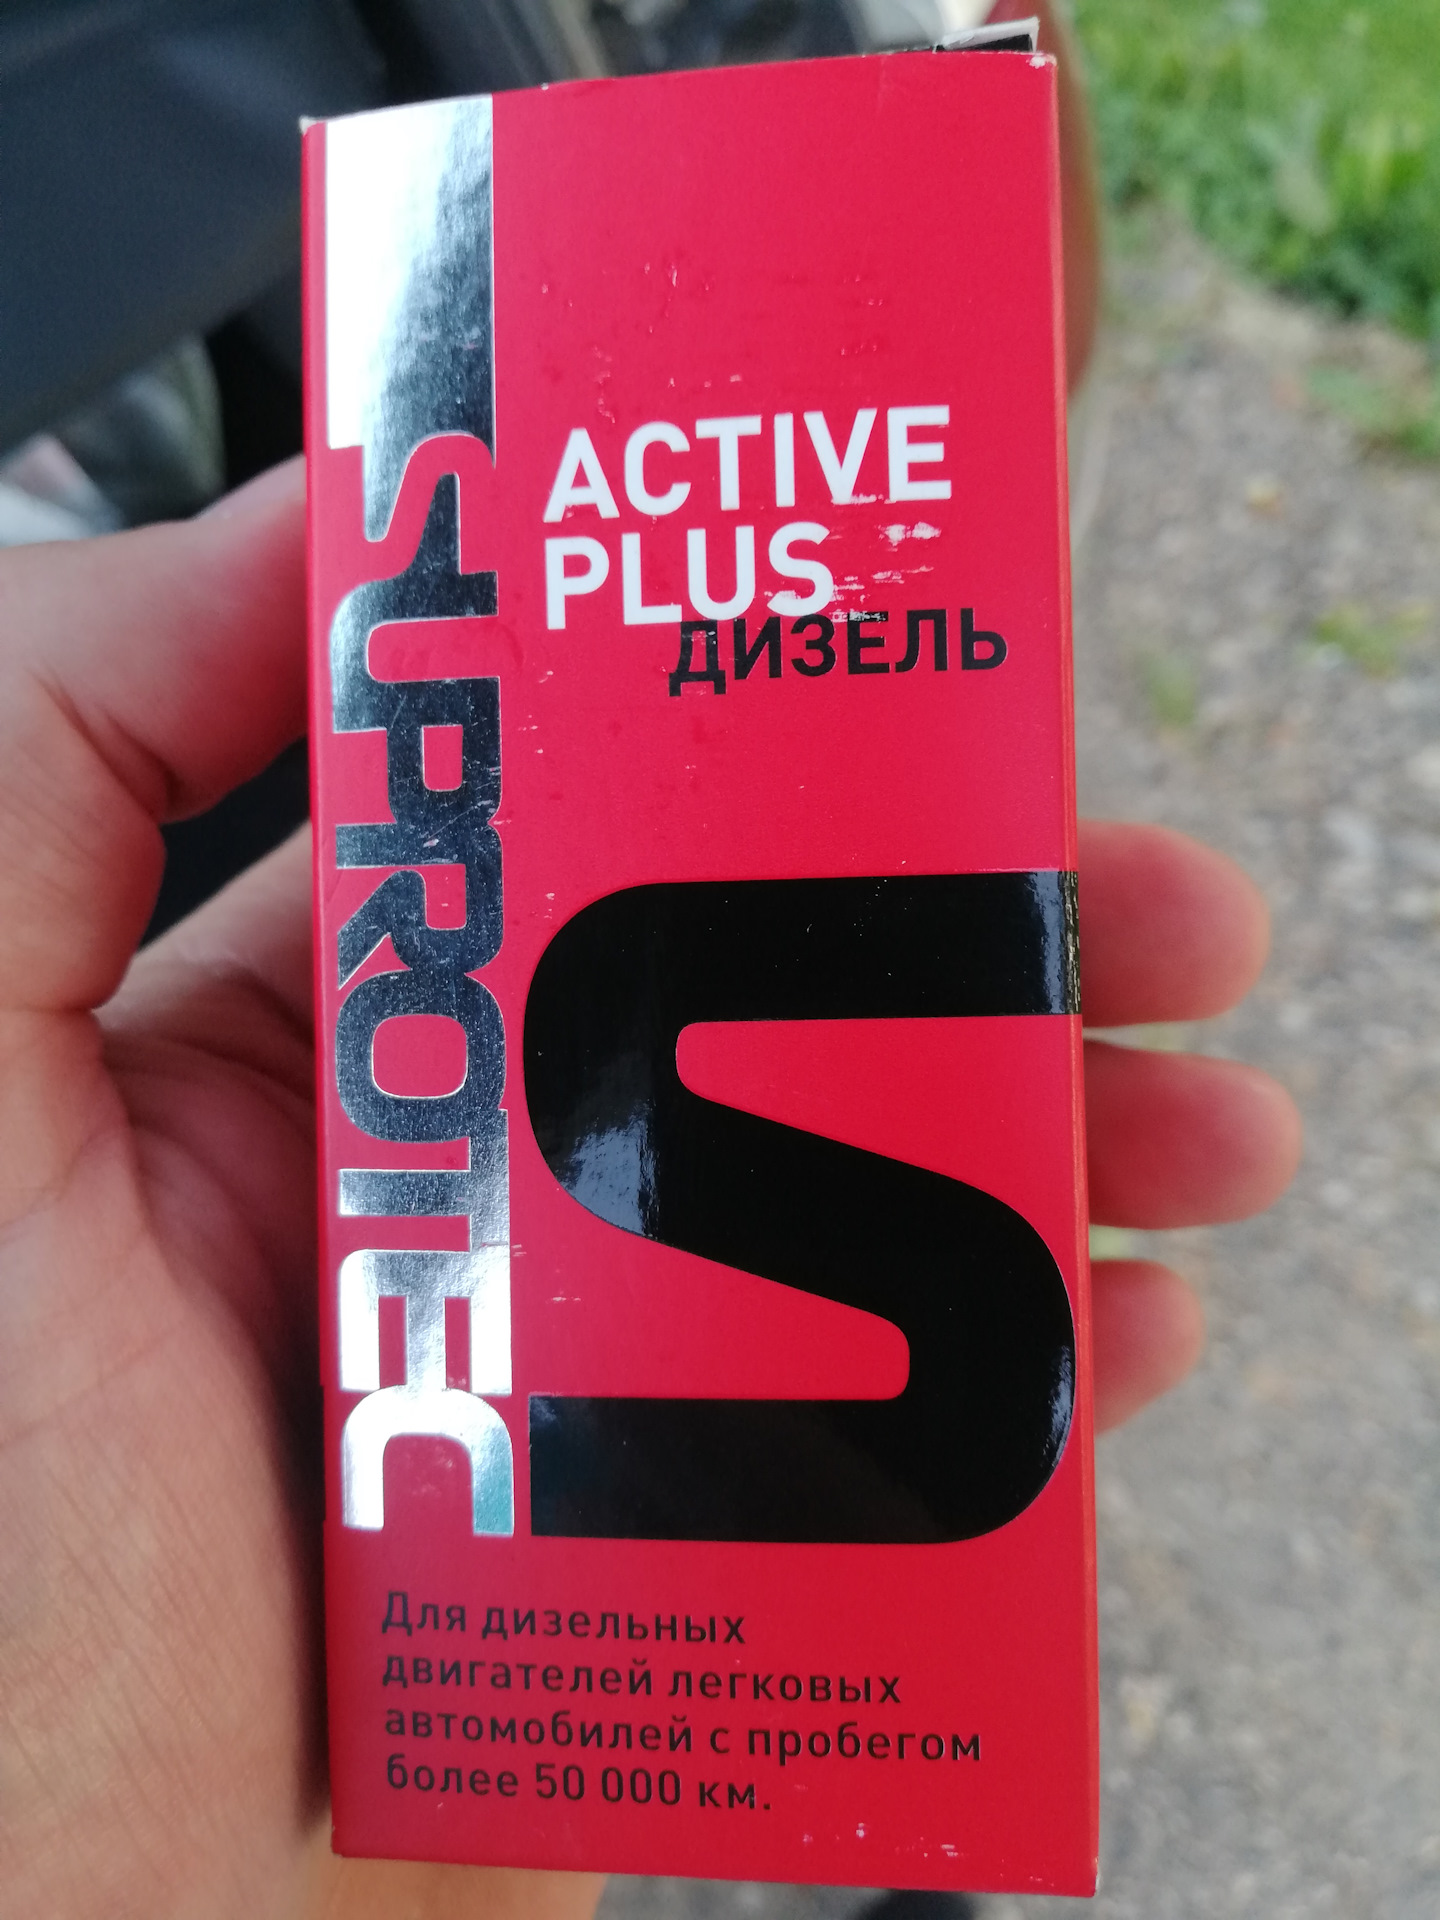 SUPROTEC
ACTIVE
PLUS
ДИЗЕЛЬ
Для дизельных
двигателей легковых
автомобилей с пробегом
более 50 000 км.